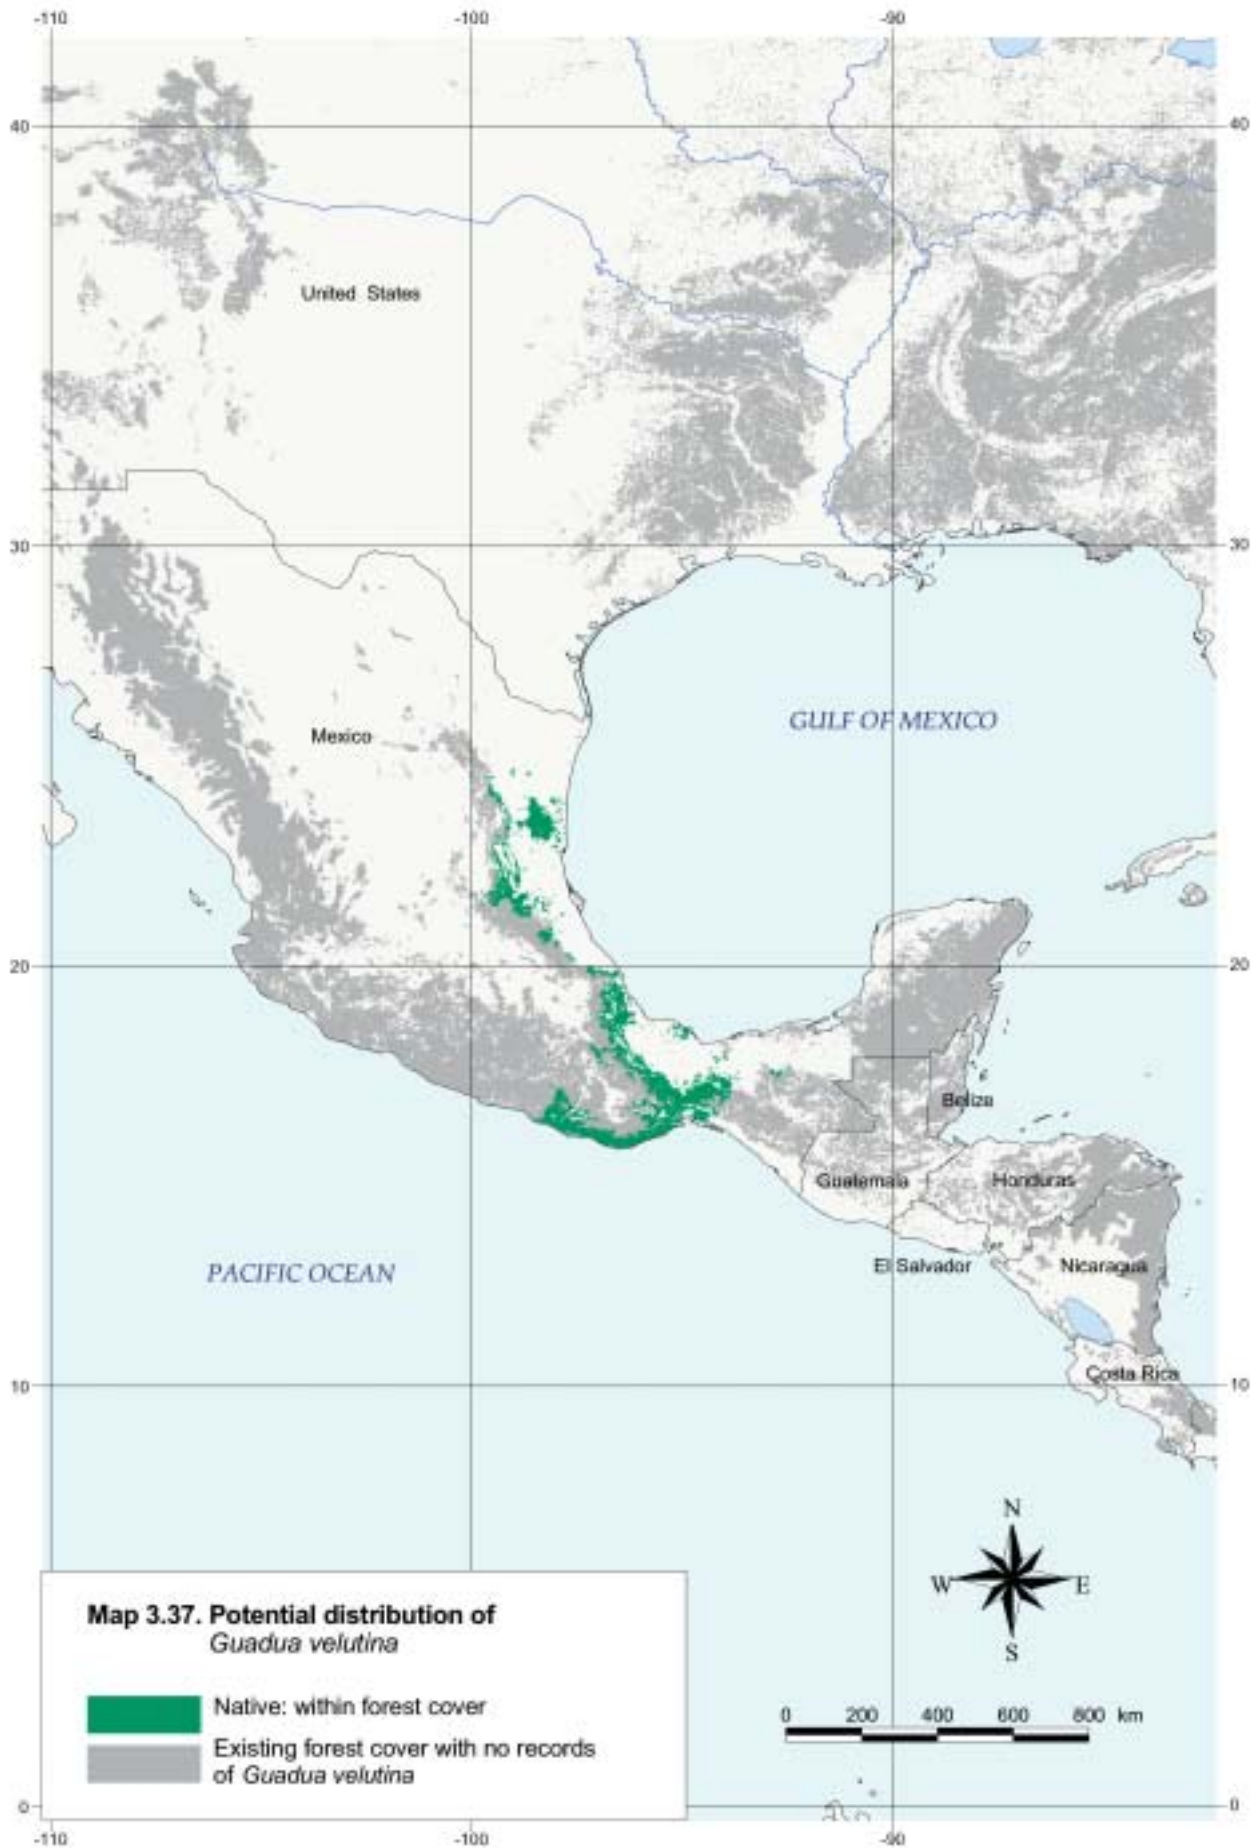 -110 -100 -90
40 40
United States
30 30
GULF OF MEXICO
Mexico
20 20
Belize
Guatemala Honduras
PACIFIC OCEAN El Salvador Nicaragua
Costa Rica
10 10
N
W E
S
Map 3.37. Potential distribution of
Guadua velutina
Native: within forest cover
Existing forest cover with no records
of Guadua velutina
0 200 400 600 800 km
0 0
-110 -100 -90